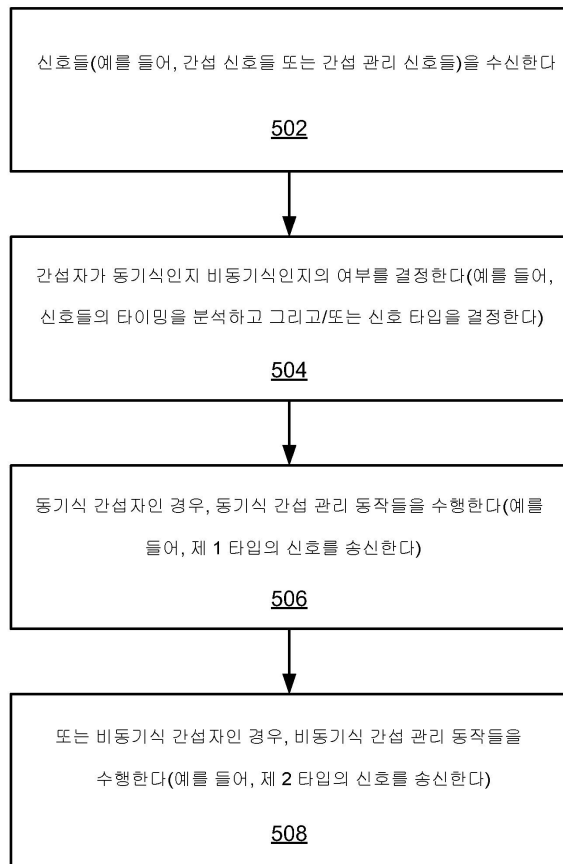 신호들(예를 들어, 간섭 신호들 또는 간섭 관리 신호들)을 수신한다
502
간섭자가 동기식인지 비동기식인지의 여부를 결정한다(예를 들어,
신호들의 타이밍을 분석하고 그리고/또는 신호 타입을 결정한다)
504
동기식 간섭자인 경우, 동기식 간섭 관리 동작들을 수행한다(예를
들어, 제 1 타입의 신호를 송신한다)
506
또는 비동기식 간섭자인 경우, 비동기식 간섭 관리 동작들을
수행한다(예를 들어, 제 2 타입의 신호를 송신한다)
508